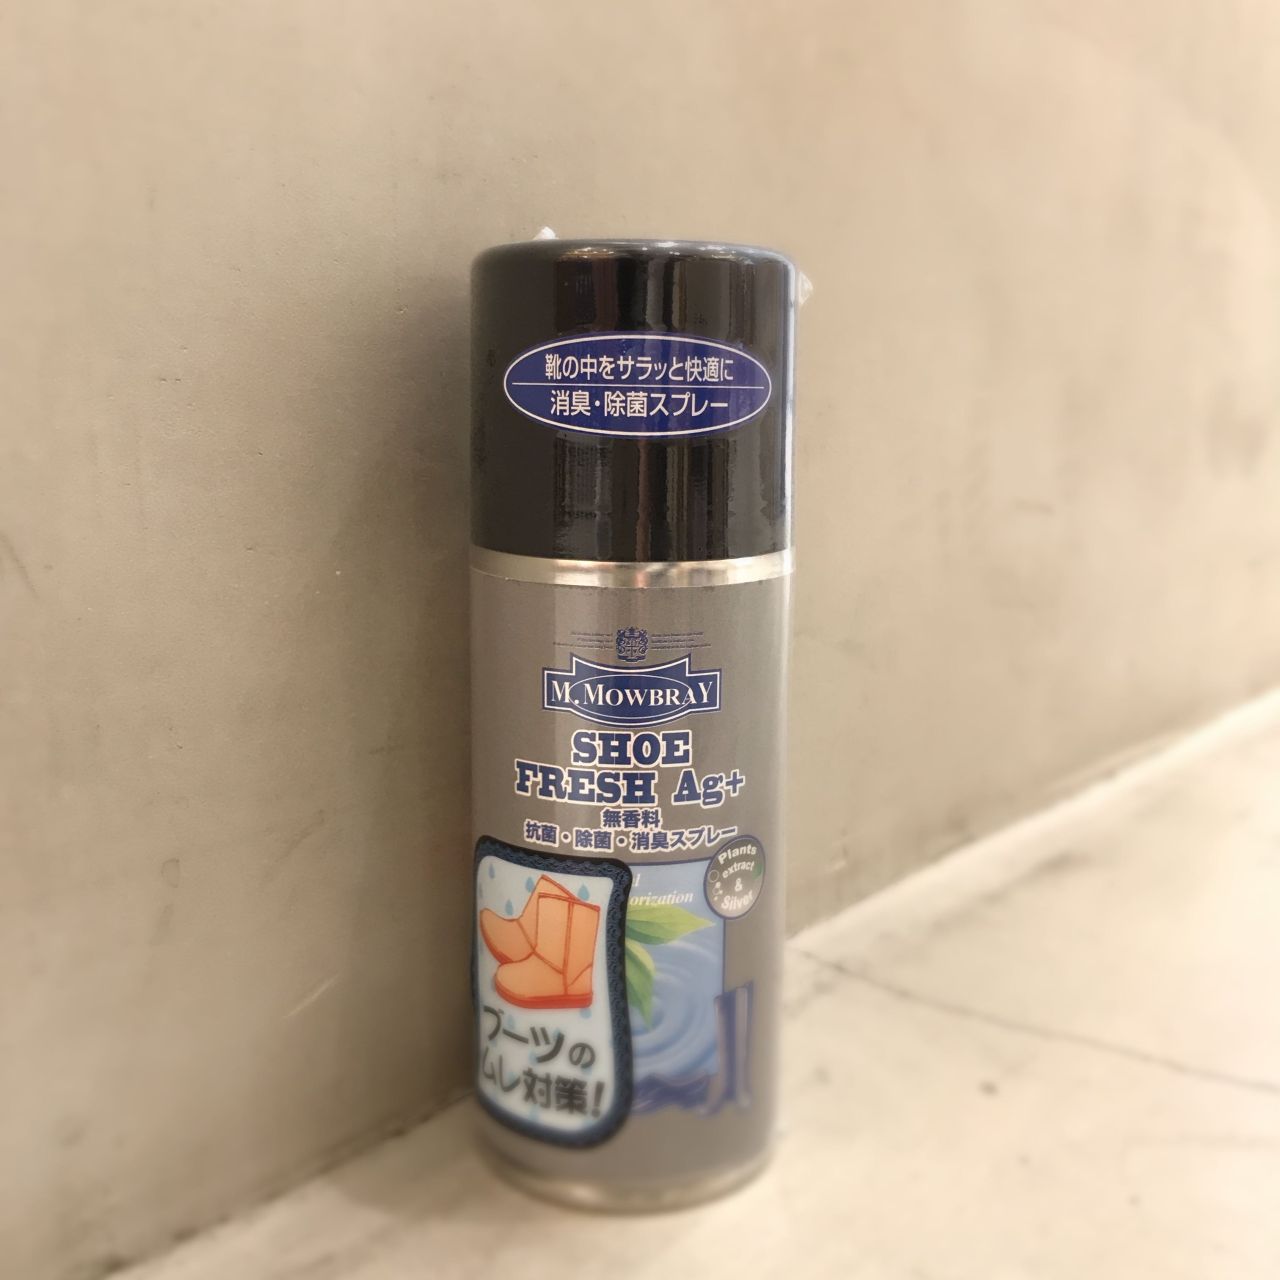 靴の中をサラッと快適に
消臭・除菌スプレー
M.MOWBRAY
SHOE
FRESH Ag+
無香料
抗菌・除菌・消臭スプレー
Plants
extract
&
Silver
ブーツの
ムレ対策!